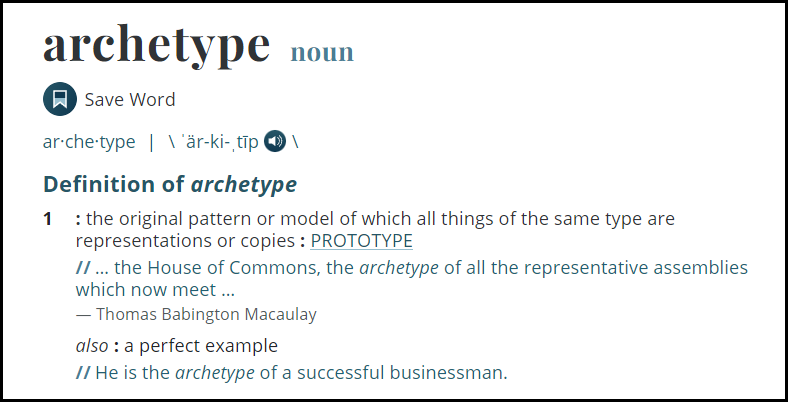 archetype noun
Save Word
ar·che·type | \ ˈär-ki-ˌtīp \
Definition of archetype
1 : the original pattern or model of which all things of the same type are
representations or copies : PROTOTYPE
// … the House of Commons, the archetype of all the representative assemblies
which now meet …
— Thomas Babington Macaulay
also : a perfect example
// He is the archetype of a successful businessman.